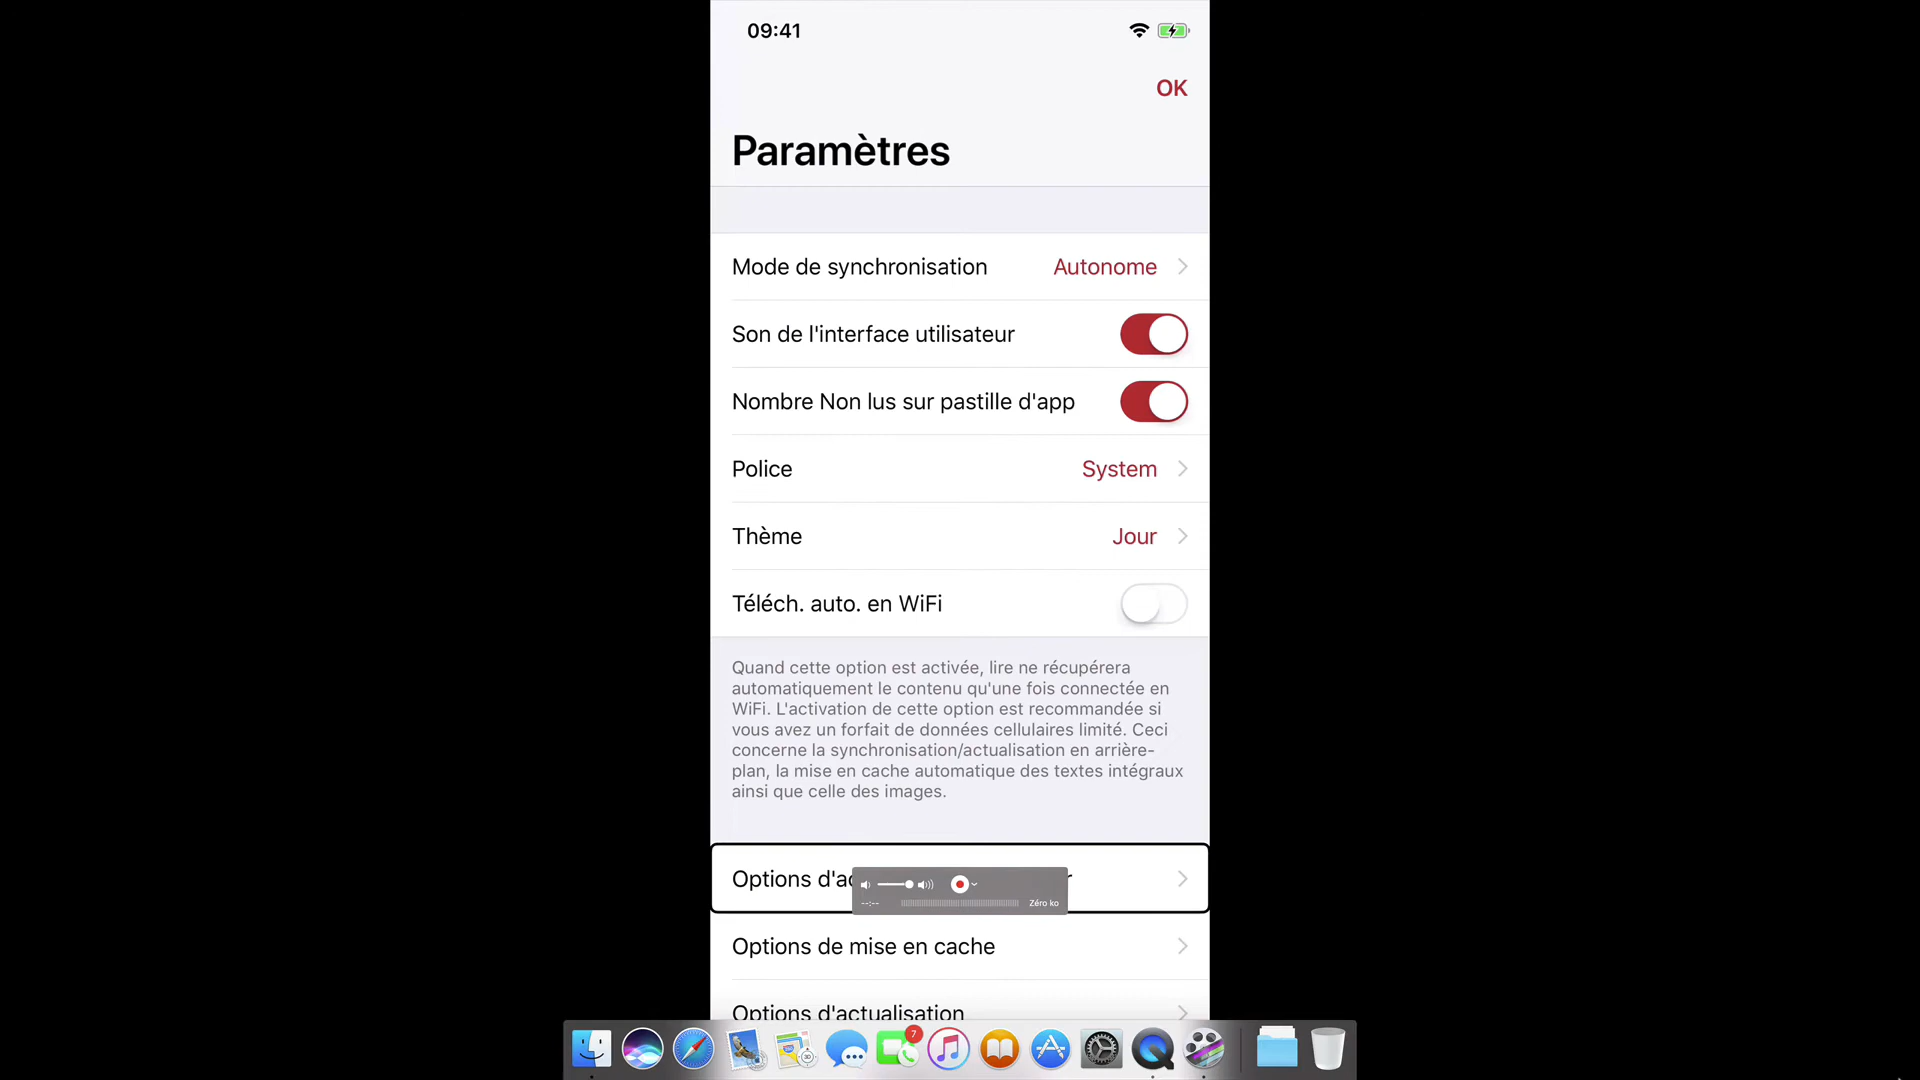 09:41
OK
Paramètres
Mode de synchronisation Autonome
Son de l'interface utilisateur
Nombre Non lus sur pastille d'app
Police System
Thème Jour
Téléch. auto. en WiFi
Quand cette option est activée, lire ne récupérera
automatiquement le contenu qu'une fois connectée en
WiFi. L'activation de cette option est recommandée si
vous avez un forfait de données cellulaires limité. Ceci
concerne la synchronisation/actualisation en arrière-
plan, la mise en cache automatique des textes intégraux
ainsi que celle des images.
Options
--:-- Zéro ko
Options de mise en cache
Options d'actualisation
7
3D